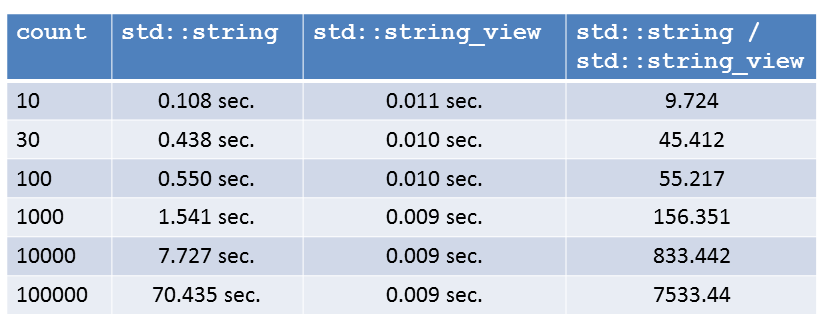 count std::string std::string_view std::string /
std::string_view
10 0.108 sec. 0.011 sec. 9.724
30 0.438 sec. 0.010 sec. 45.412
100 0.550 sec. 0.010 sec. 55.217
1000 1.541 sec. 0.009 sec. 156.351
10000 7.727 sec. 0.009 sec. 833.442
100000 70.435 sec. 0.009 sec. 7533.44